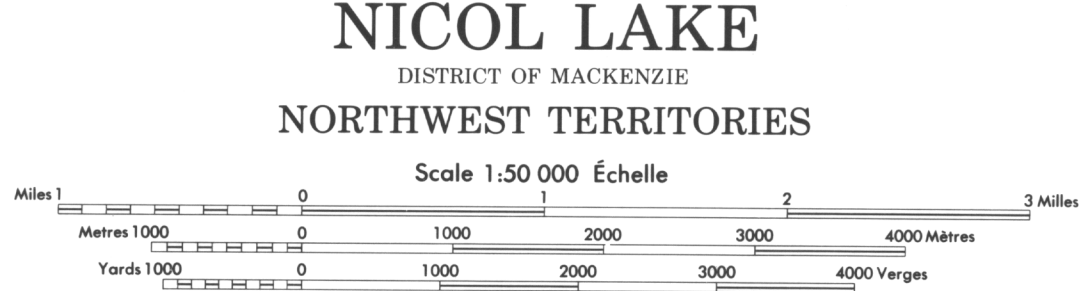 NICOL LAKE
DISTRICT OF MACKENZIE
NORTHWEST TERRITORIES
Scale 1:50 000 Échelle
Miles 1 0 1 2 3 Milles
Metres 1000 0 1000 2000 3000 4000 Mètres
Yards 1000 0 1000 2000 3000 4000 Verges